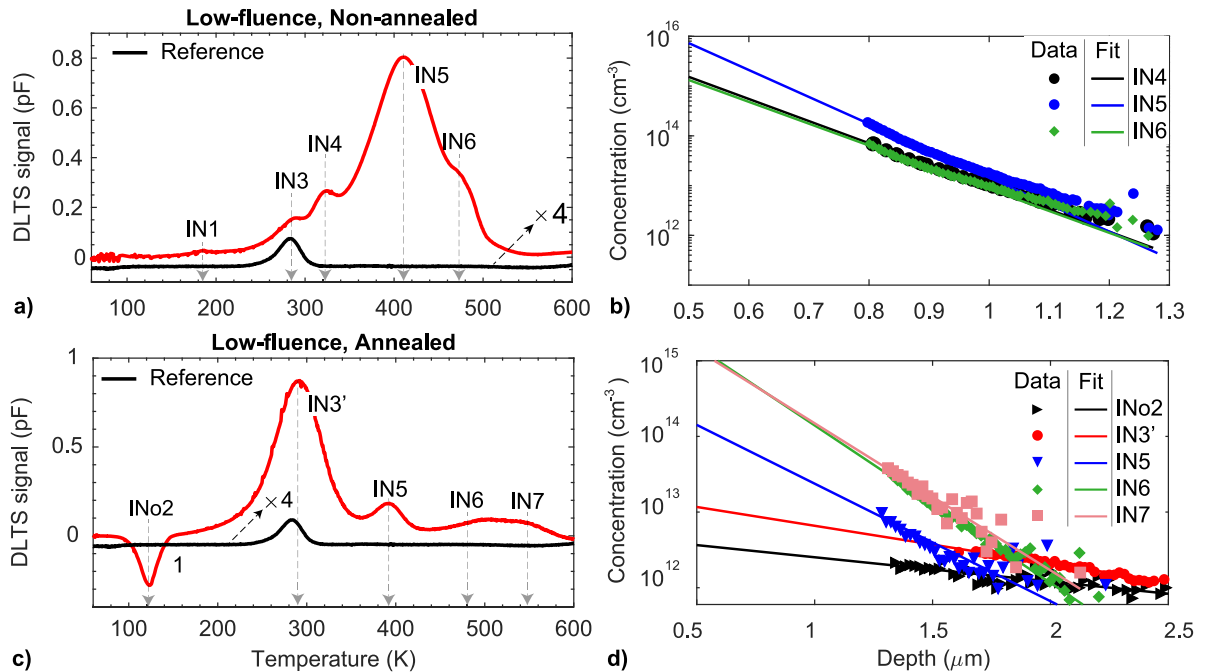 Low-fluence, Non-annealed
Reference
DLTS signal (pF)
0.8
0.6
0.4
0.2
0
IN1
IN3
IN4
IN5
IN6
× 4
100 200 300 400 500 600
a)
Concentration (cm-3)
10^16
10^14
10^12
Data Fit
IN4
IN5
IN6
0.5 0.6 0.7 0.8 0.9 1 1.1 1.2 1.3
b)
Low-fluence, Annealed
Reference
DLTS signal (pF)
1
0.5
0
INo2
1
× 4
IN3'
IN5
IN6
IN7
100 200 300 400 500 600
Temperature (K)
c)
Concentration (cm-3)
10^15
10^14
10^13
10^12
Data Fit
INo2
IN3'
IN5
IN6
IN7
0.5 1 1.5 2 2.5
Depth (μm)
d)